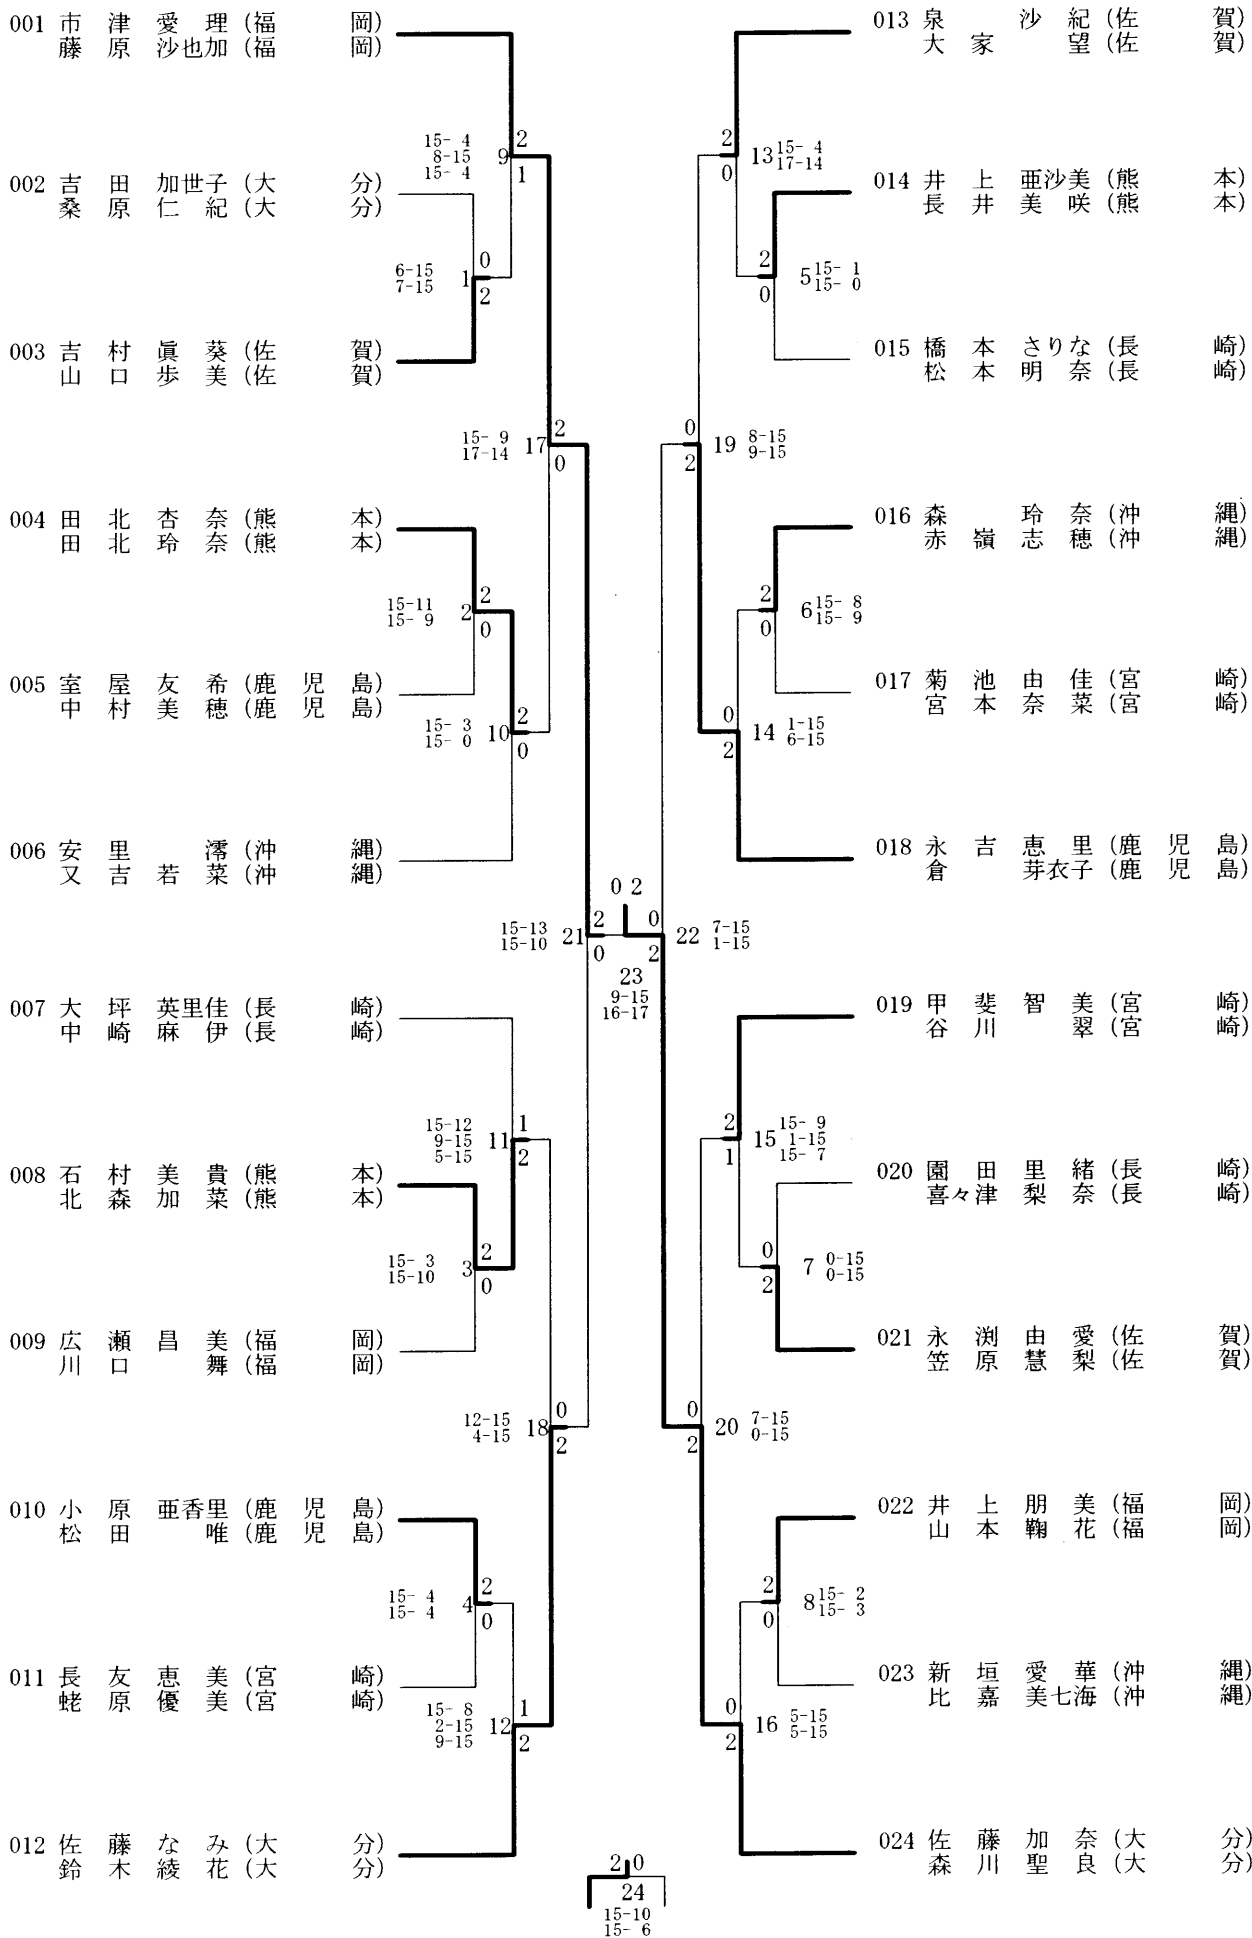 001 市津愛理(福岡)
藤原沙也加(福岡)
15- 4
8-15
15- 4
9
2
1
002 吉田加世子(大分)
桑原仁紀(大分)
6-15
7-15
1
0
2
003 吉村眞葵(佐賀)
山口歩美(佐賀)
15- 9
17-14
17
2
0
004 田北杏奈(熊本)
田北玲奈(熊本)
15-11
15- 9
2
2
0
005 室屋友希(鹿児島)
中村美穂(鹿児島)
15- 3
15- 0
10
2
0
006 安里澪(沖縄)
又吉若菜(沖縄)
15-13
15-10
21
2
0
007 大坪英里佳(長崎)
中崎麻伊(長崎)
15-12
9-15
5-15
11
1
2
008 石村美貴(熊本)
北森加菜(熊本)
15- 3
15-10
3
2
0
009 広瀬昌美(福岡)
川口舞(福岡)
12-15
4-15
18
0
2
010 小原亜香里(鹿児島)
松田唯(鹿児島)
15- 4
15- 4
4
2
0
011 長友恵美(宮崎)
蛯原優美(宮崎)
15- 8
2-15
9-15
12
1
2
012 佐藤なみ(大分)
鈴木綾花(大分)
0 2
23
9-15
16-17
2 0
24
15-10
15- 6
013 泉沙紀(佐賀)
大家望(佐賀)
2
0
13
15- 4
17-14
014 井上亜沙美(熊本)
長井美咲(熊本)
2
0
5
15- 1
15- 0
015 橋本さりな(長崎)
松本明奈(長崎)
0
2
19
8-15
9-15
016 森玲奈(沖縄)
赤嶺志穂(沖縄)
2
0
6
15- 8
15- 9
017 菊池由佳(宮崎)
宮本奈菜(宮崎)
0
2
14
1-15
6-15
018 永吉恵里(鹿児島)
倉芽衣子(鹿児島)
0
2
22
7-15
1-15
019 甲斐智美(宮崎)
谷川翠(宮崎)
2
1
15
15- 9
1-15
15- 7
020 園田里緒(長崎)
喜々津梨奈(長崎)
0
2
7
0-15
0-15
021 永渕由愛(佐賀)
笠原慧梨(佐賀)
0
2
20
7-15
0-15
022 井上朋美(福岡)
山本鞠花(福岡)
2
0
8
15- 2
15- 3
023 新垣愛華(沖縄)
比嘉美七海(沖縄)
0
2
16
5-15
5-15
024 佐藤加奈(大分)
森川聖良(大分)